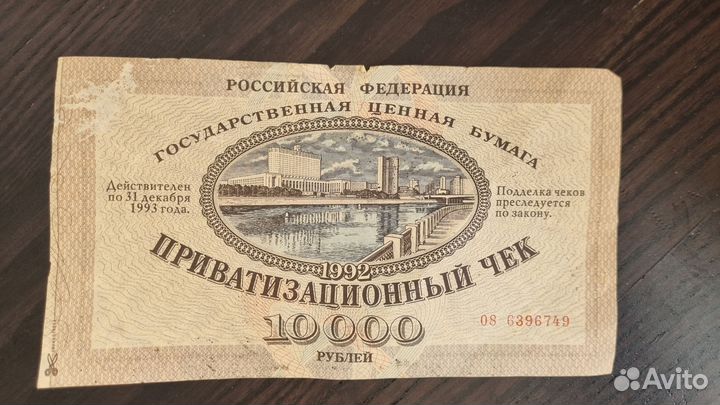 РОССИЙСКАЯ ФЕДЕРАЦИЯ
ГОСУДАРСТВЕННАЯ ЦЕННАЯ БУМАГА
Действителен
по 31 декабря
1993 года.
Подделка чеков
преследуется
по закону.
1992
ПРИВАТИЗАЦИОННЫЙ ЧЕК
10000
РУБЛЕЙ
08 6396749
Avito